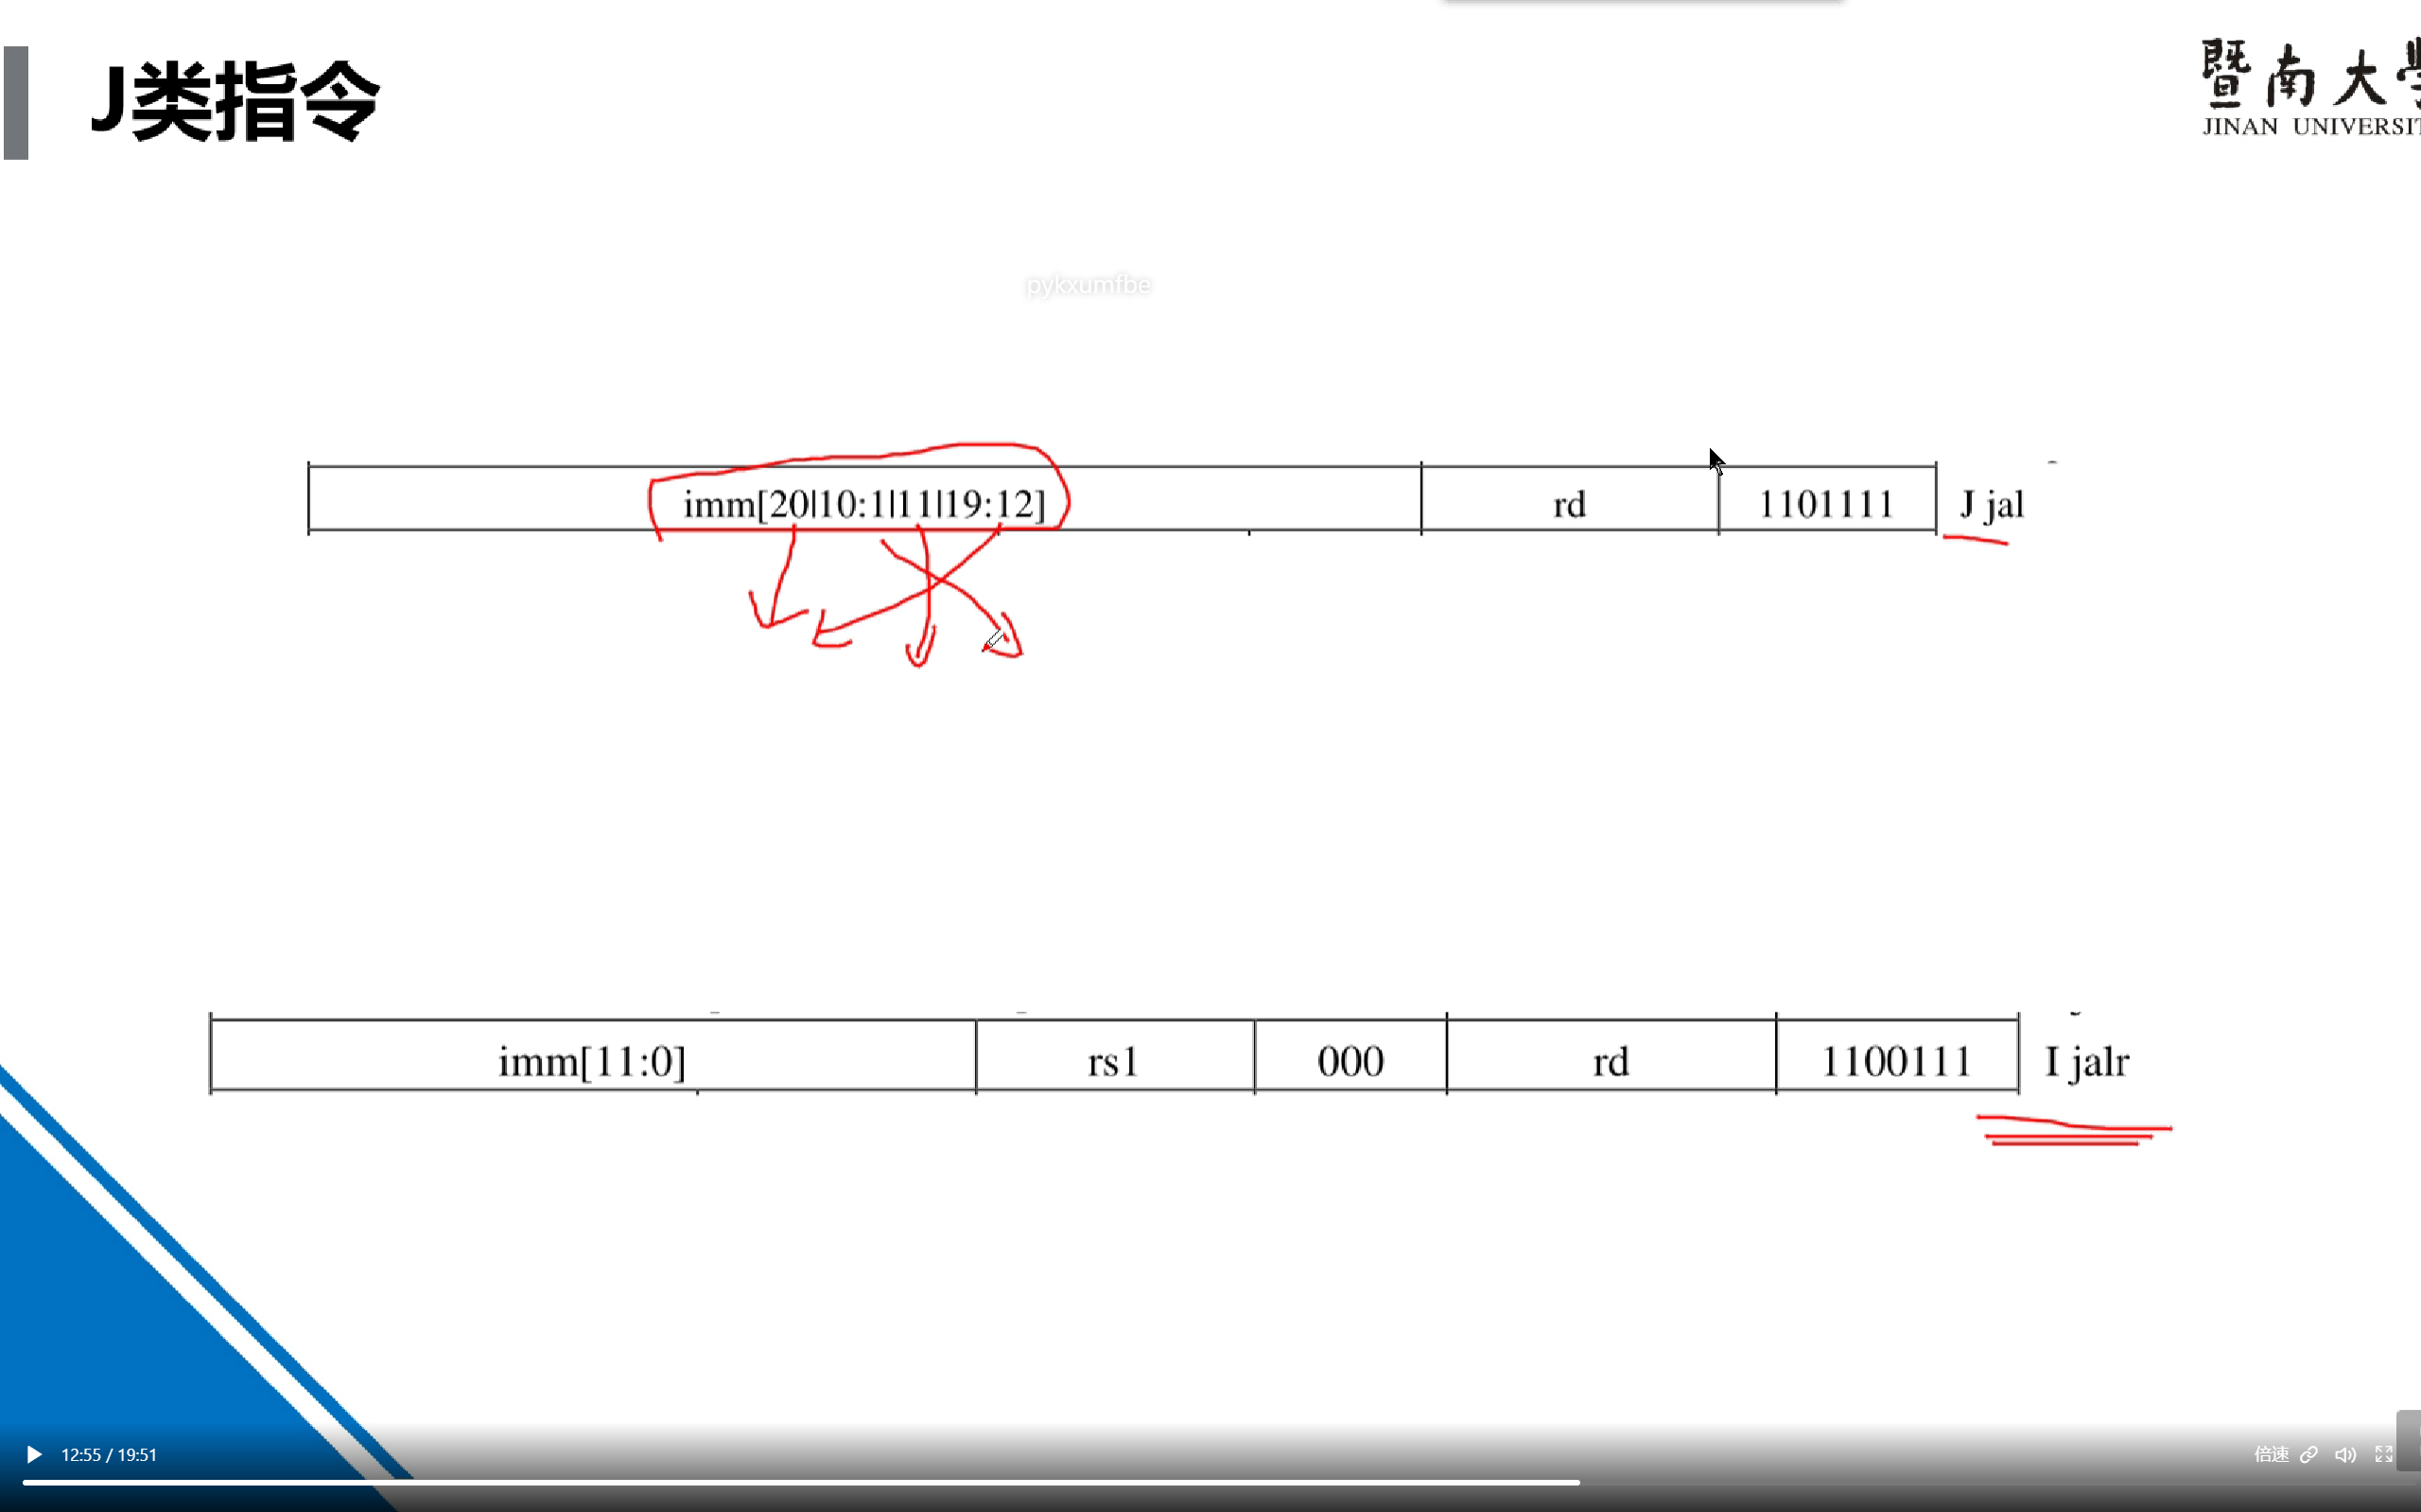 J类指令
暨南大
JINAN UNIVERSIT
pykxumfbe
imm[20|10:1|11|19:12] rd 1101111 J jal
imm[11:0] rs1 000 rd 1100111 I jalr
12:55 / 19:51 倍速